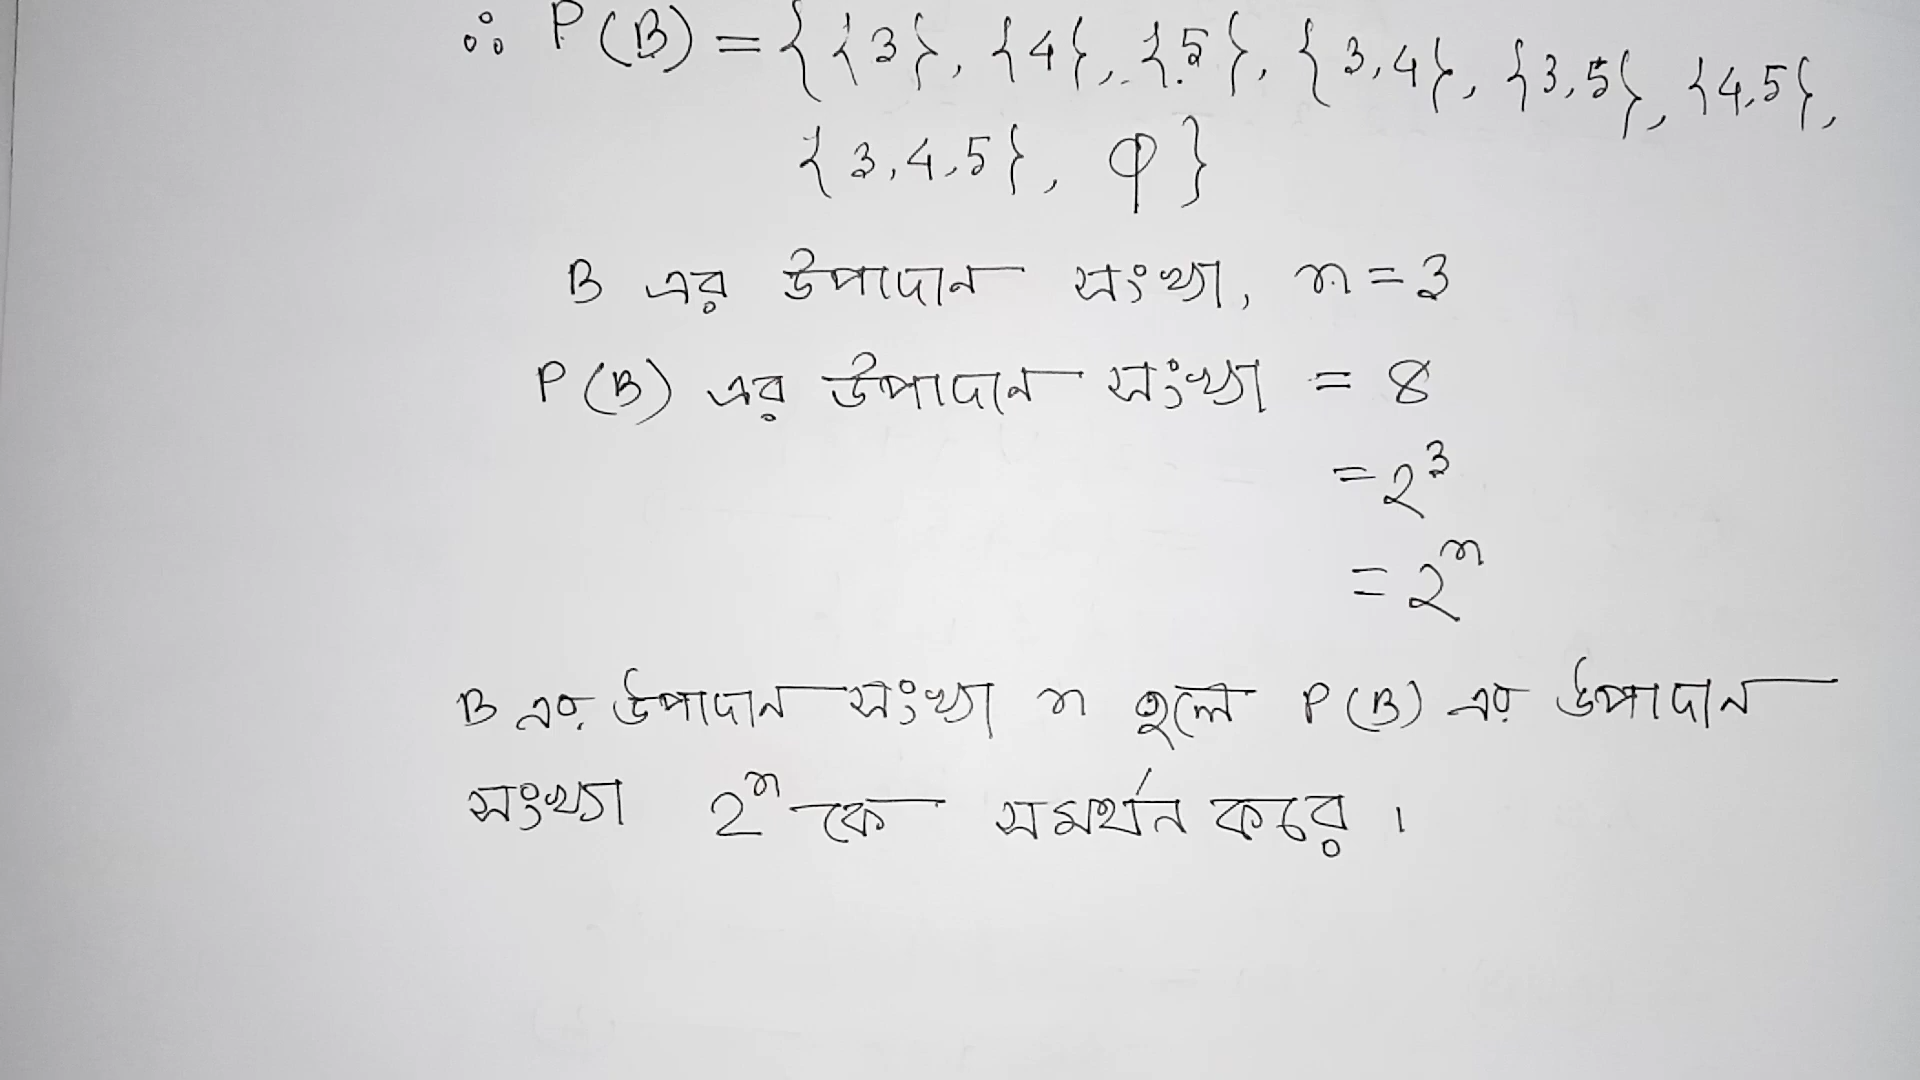 ∴ P(B) = {{3}, {4}, {5}, {3,4}, {3,5}, {4,5},
{3,4,5}, φ}
B এর উপাদান সংখ্যা, n = 3
P(B) এর উপাদান সংখ্যা = 8
= 2³
= 2ⁿ
B এর উপাদান সংখ্যা n হলে P(B) এর উপাদান
সংখ্যা 2ⁿ কে সমর্থন করে।